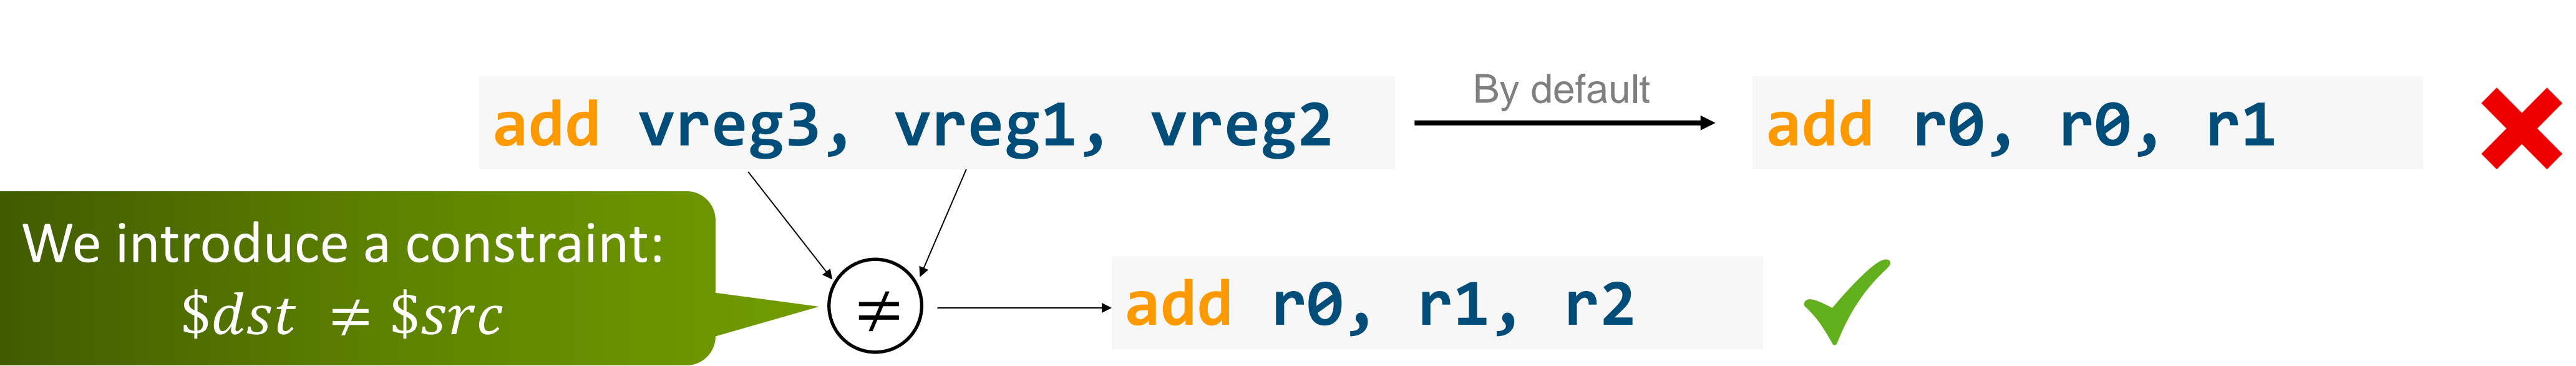 By default
add vreg3, vreg1, vreg2
add r0, r0, r1
We introduce a constraint:
$dst ≠ $src
≠
add r0, r1, r2